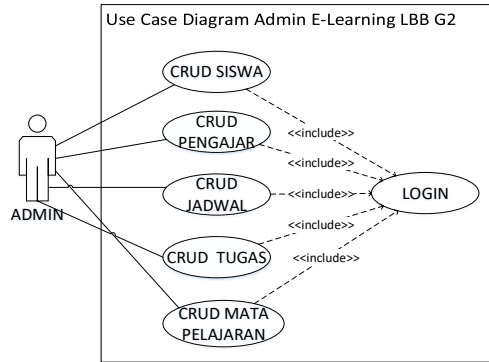 Use Case Diagram Admin E-Learning LBB G2
CRUD SISWA
CRUD
PENGAJAR
CRUD
JADWAL
CRUD TUGAS
CRUD MATA
PELAJARAN
ADMIN
<<include>>
<<include>>
<<include>>
<<include>>
<<include>>
LOGIN